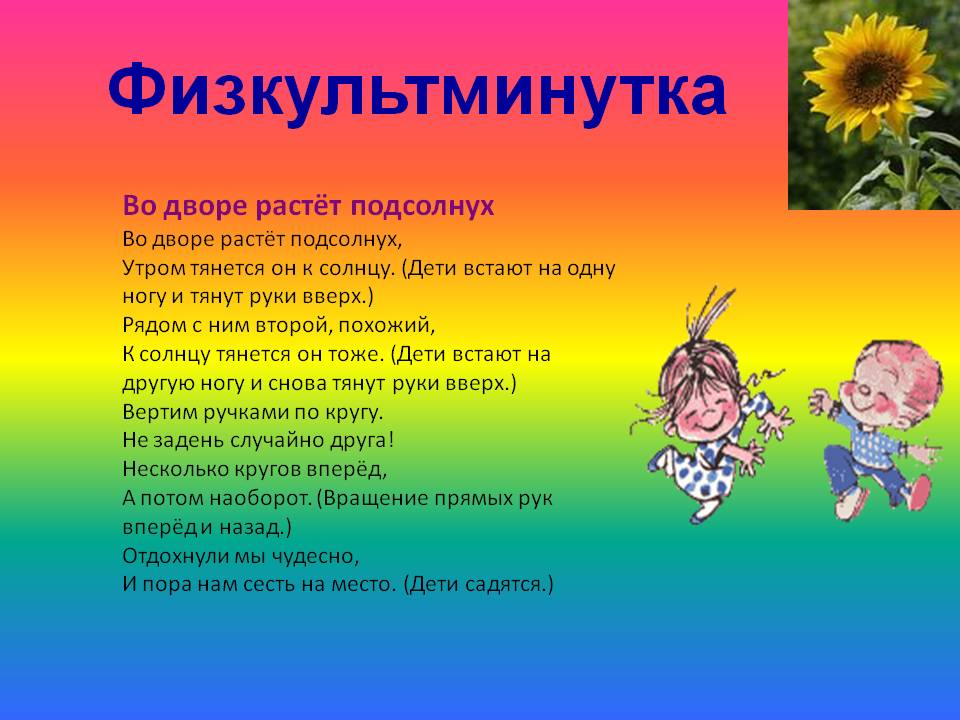 Физкультминутка
Во дворе растёт подсолнух
Во дворе растёт подсолнух,
Утром тянется он к солнцу. (Дети встают на одну
ногу и тянут руки вверх.)
Рядом с ним второй, похожий,
К солнцу тянется он тоже. (Дети встают на
другую ногу и снова тянут руки вверх.)
Вертим ручками по кругу.
Не задень случайно друга!
Несколько кругов вперёд,
А потом наоборот. (Вращение прямых рук
вперёд и назад.)
Отдохнули мы чудесно,
И пора нам сесть на место. (Дети садятся.)